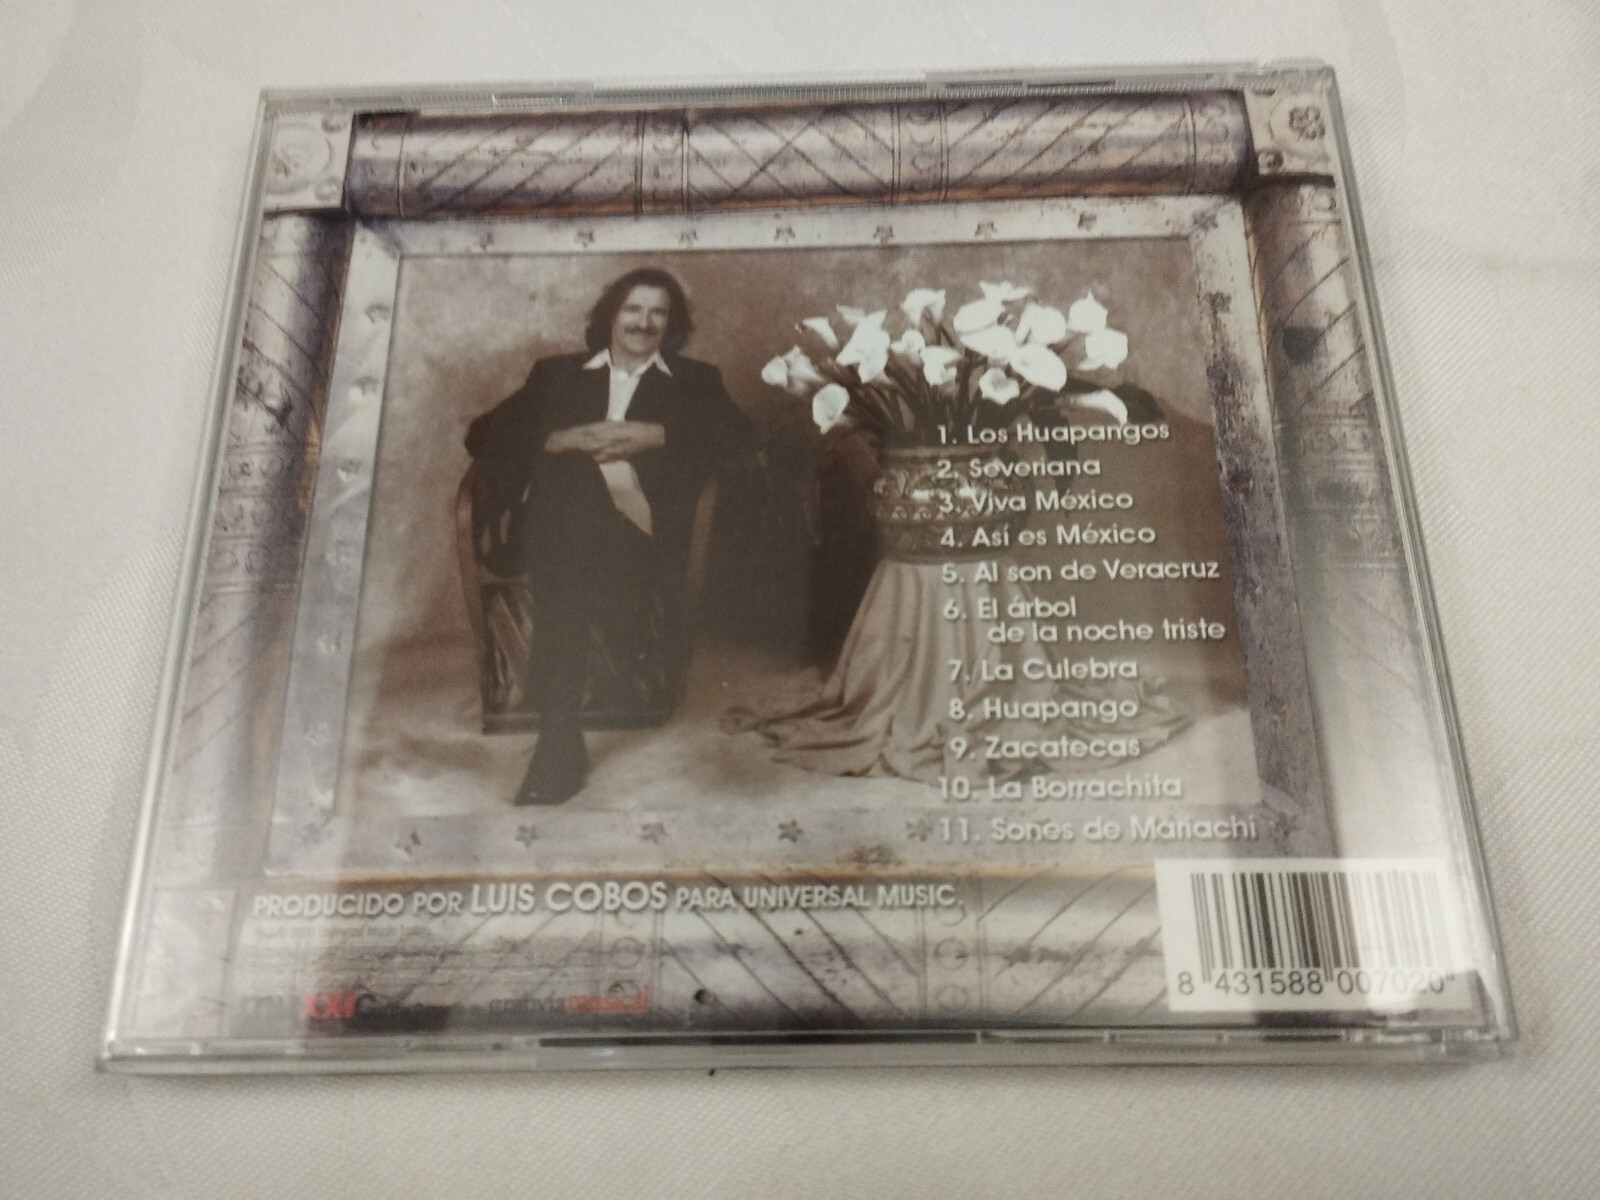 1. Los Huapangos
2. Severiana
3. Viva México
4. Así es México
5. Al son de Veracruz
6. El árbol
de la noche triste
7. La Culebra
8. Huapango
9. Zacatecas
10. La Borrachita
11. Sones de Mariachi
PRODUCIDO POR LUIS COBOS PARA UNIVERSAL MUSIC.
8 431588 007020
granvía musical